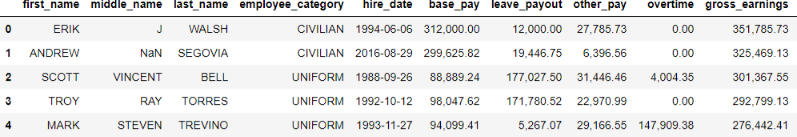 first_name middle_name last_name employee_category hire_date base_pay leave_payout other_pay overtime gross_earnings
0 ERIK J WALSH CIVILIAN 1994-06-06 312,000.00 12,000.00 27,785.73 0.00 351,785.73
1 ANDREW NaN SEGOVIA CIVILIAN 2016-08-29 299,625.82 19,446.75 6,396.56 0.00 325,469.13
2 SCOTT VINCENT BELL UNIFORM 1988-09-26 88,889.24 177,027.50 31,446.46 4,004.35 301,367.55
3 TROY RAY TORRES UNIFORM 1992-10-12 98,047.62 171,780.52 22,970.99 0.00 292,799.13
4 MARK STEVEN TREVINO UNIFORM 1993-11-27 94,099.41 5,267.07 29,166.55 147,909.38 276,442.41